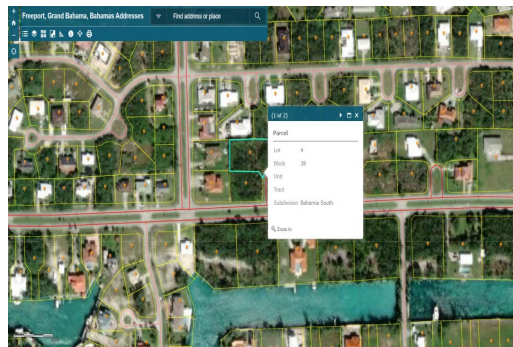 Freeport, Grand Bahama, Bahamas Addresses
Find address or place
(1 of 2)
Parcel
Lot 4
Block 38
Unit
Tract
Subdivision Bahamia South
Zoom to